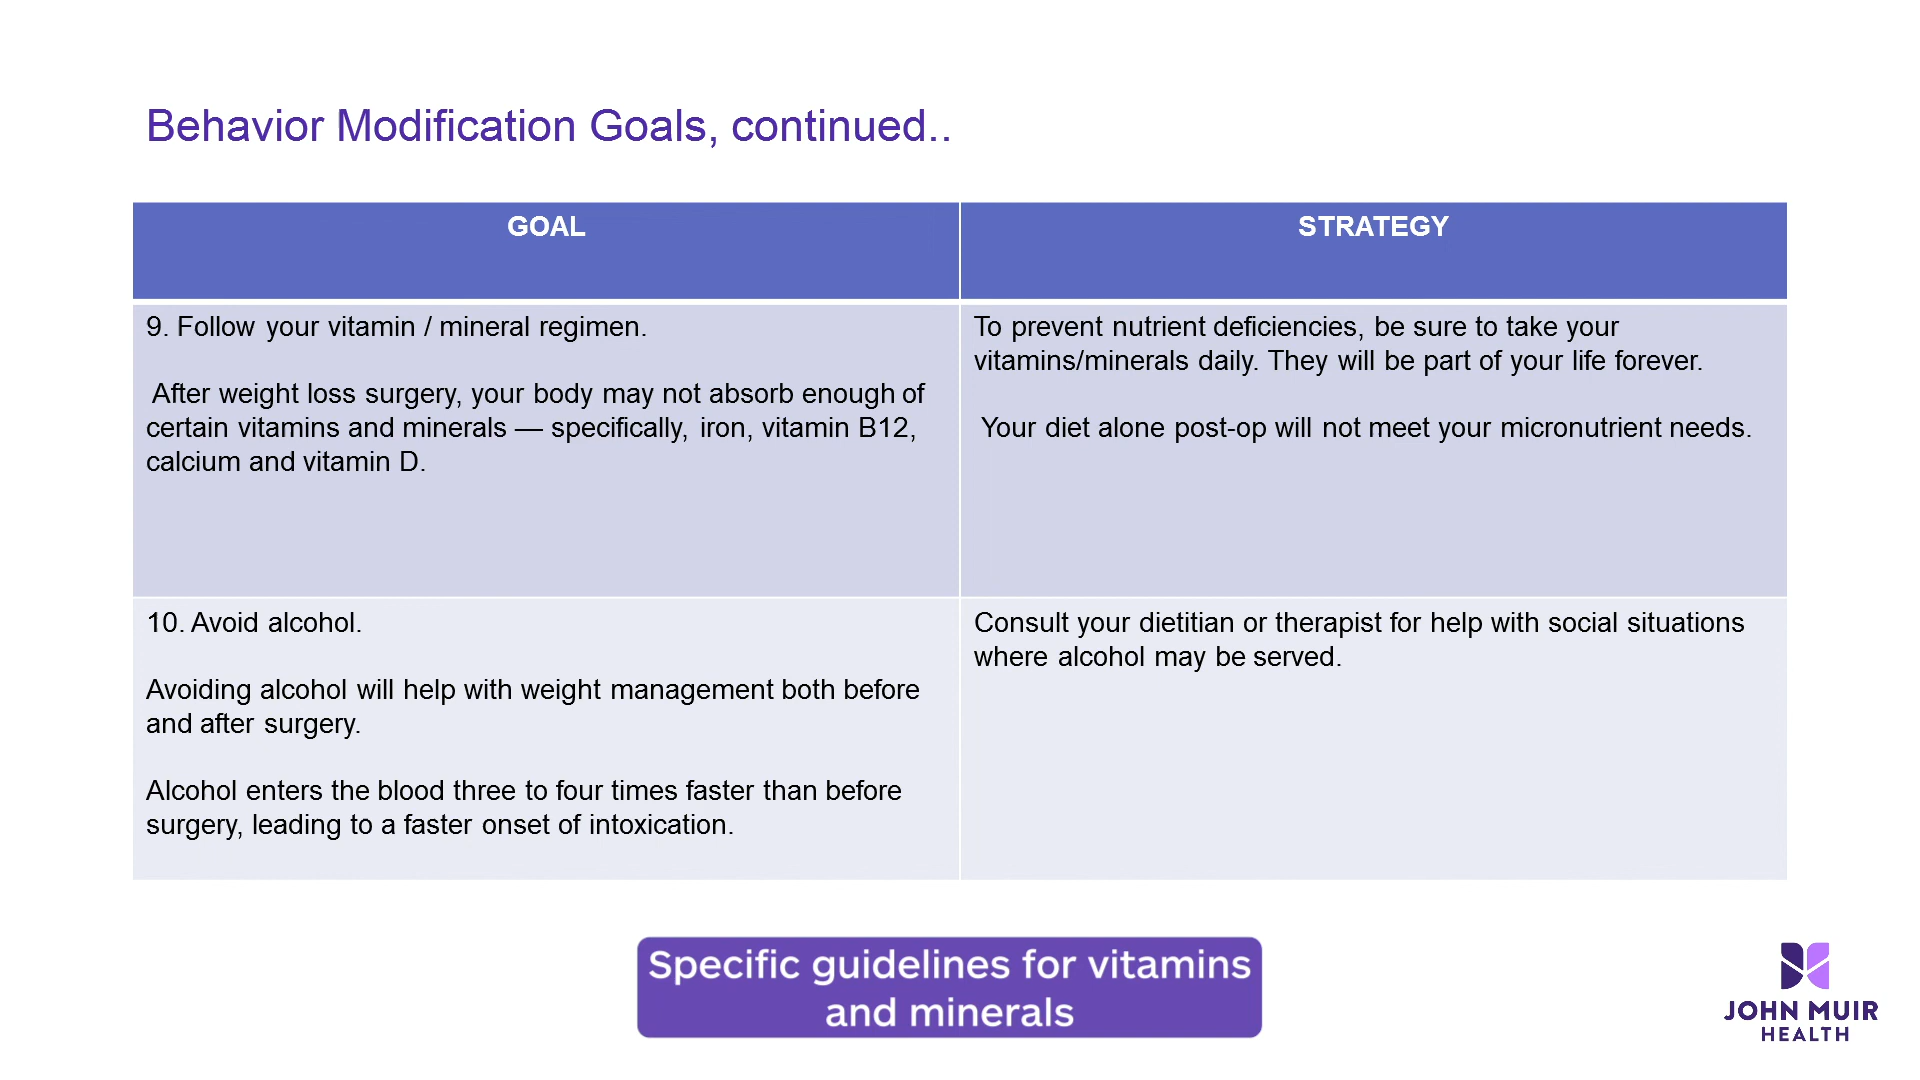 Behavior Modification Goals, continued..
GOAL
STRATEGY
9. Follow your vitamin / mineral regimen.
After weight loss surgery, your body may not absorb enough of
certain vitamins and minerals — specifically, iron, vitamin B12,
calcium and vitamin D.
To prevent nutrient deficiencies, be sure to take your
vitamins/minerals daily. They will be part of your life forever.
Your diet alone post-op will not meet your micronutrient needs.
10. Avoid alcohol.
Avoiding alcohol will help with weight management both before
and after surgery.
Alcohol enters the blood three to four times faster than before
surgery, leading to a faster onset of intoxication.
Consult your dietitian or therapist for help with social situations
where alcohol may be served.
Specific guidelines for vitamins
and minerals
JOHN MUIR
HEALTH